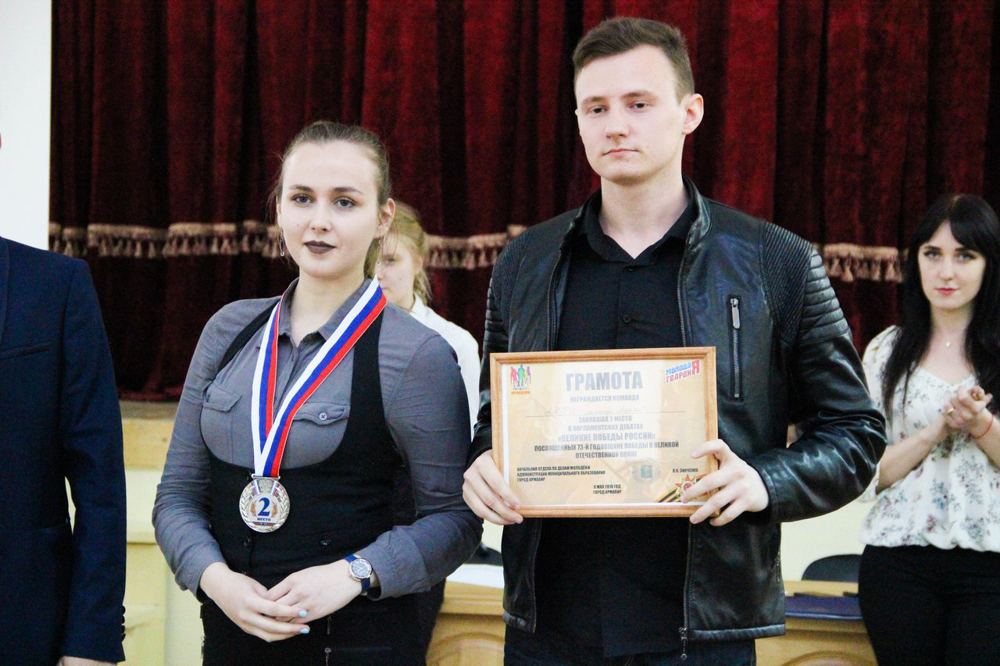 ГРАМОТА
МОЛОДАЯ
ГВАРДИЯ
НАГРАЖДАЕТСЯ КОМАНДА
ЗАНЯВШАЯ 2 МЕСТО
В ПАРЛАМЕНТСКИХ ДЕБАТАХ
«ВЕЛИКИЕ ПОБЕДЫ РОССИИ»
ПОСВЯЩЕННЫХ 73-Й ГОДОВЩИНЕ ПОБЕДЫ В ВЕЛИКОЙ
ОТЕЧЕСТВЕННОЙ ВОЙНЕ
НАЧАЛЬНИК ОТДЕЛА ПО ДЕЛАМ МОЛОДЕЖИ
АДМИНИСТРАЦИИ МУНИЦИПАЛЬНОГО ОБРАЗОВАНИЯ
ГОРОД АРМАВИР
В.Н. ЗИНЧЕНКО
8 МАЯ 2018 ГОД
ГОРОД АРМАВИР
2
место